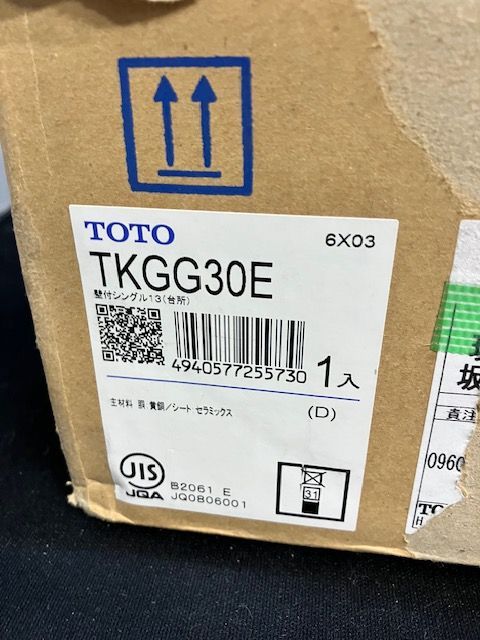 TOTO
6X03
TKGG30E
壁付シングル13(台所)
4940577255730
1入
主材料 胴 黄銅/シート セラミックス
(D)
JIS
JQA
B2061 E
JQ0806001
31
坂
0960